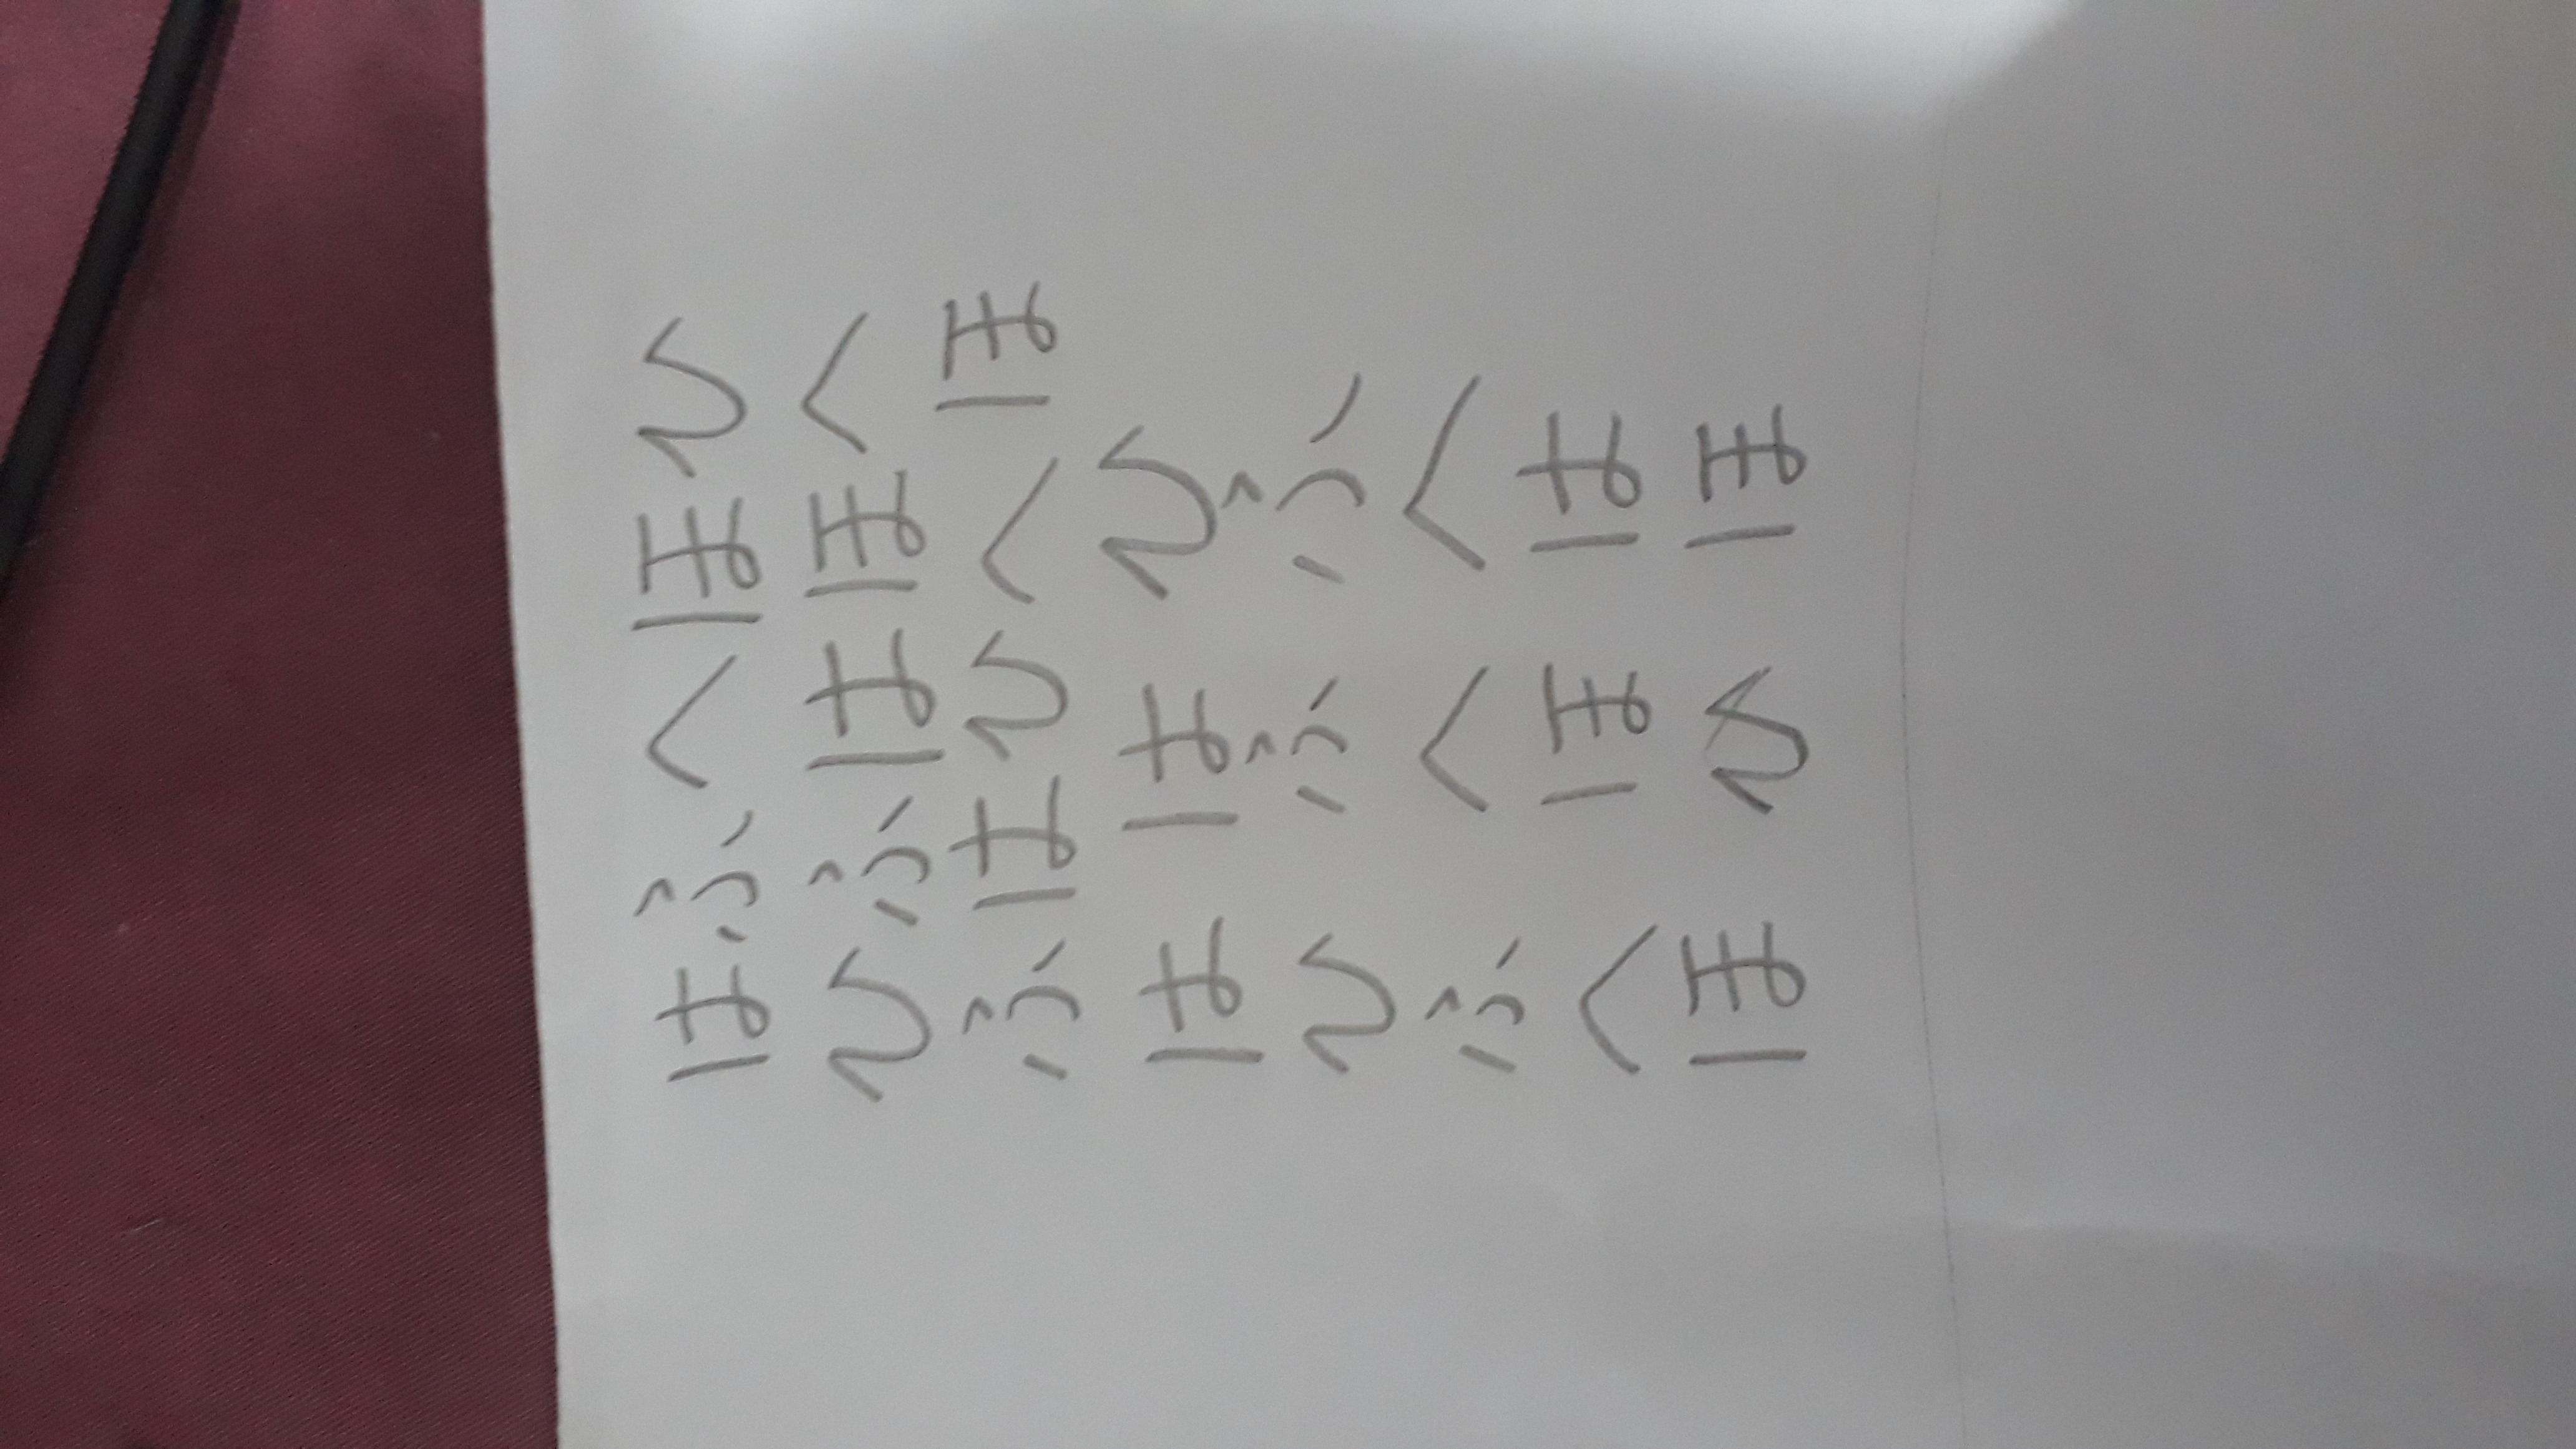 はふへほひ
ひふはほへ
ふはひへほ
は は ひ
ひ ふ ふ
ふ へ へ
へ ほ は
ほ ひ ほ